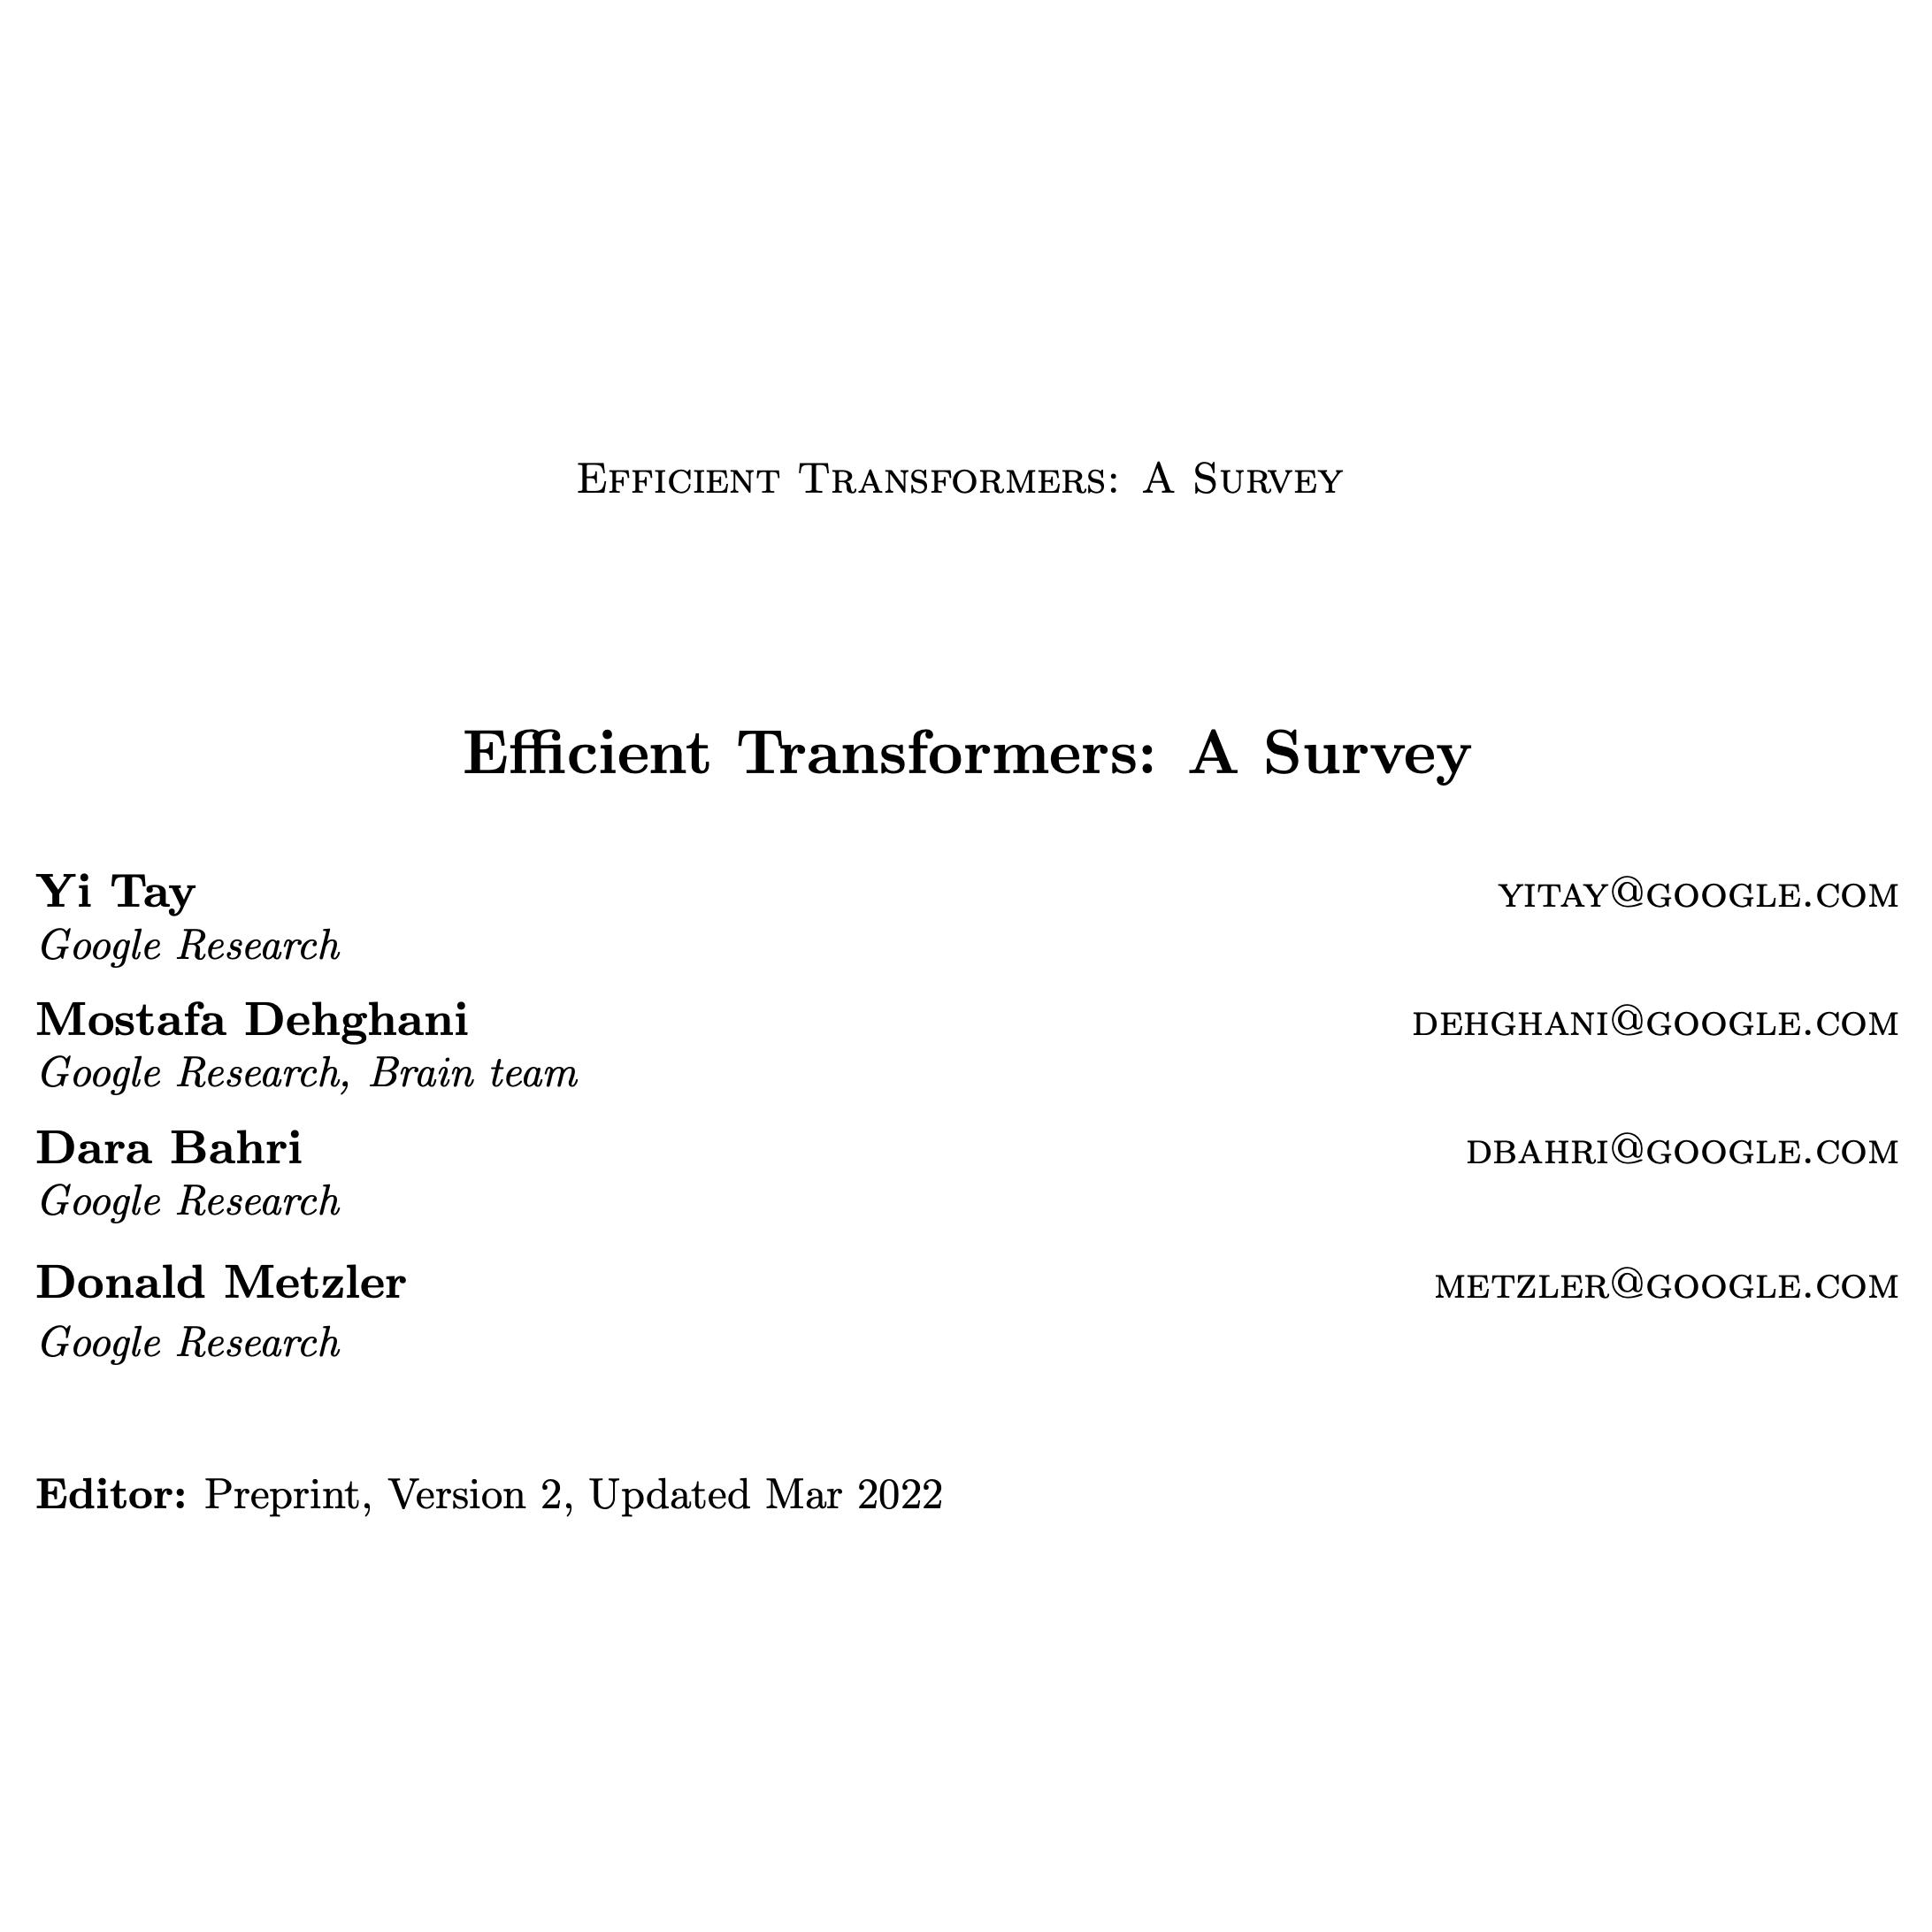 Efficient Transformers: A Survey
Efficient Transformers: A Survey
Yi Tay yitay@google.com
Google Research
Mostafa Dehghani dehghani@google.com
Google Research, Brain team
Dara Bahri dbahri@google.com
Google Research
Donald Metzler metzler@google.com
Google Research
Editor: Preprint, Version 2, Updated Mar 2022